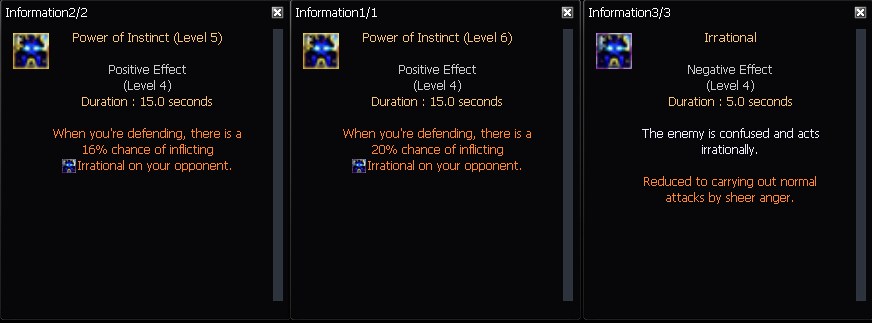 Information2/2
Power of Instinct (Level 5)
Positive Effect
(Level 4)
Duration : 15.0 seconds
When you're defending, there is a
16% chance of inflicting
Irrational on your opponent.
Information1/1
Power of Instinct (Level 6)
Positive Effect
(Level 4)
Duration : 15.0 seconds
When you're defending, there is a
20% chance of inflicting
Irrational on your opponent.
Information3/3
Irrational
Negative Effect
(Level 4)
Duration : 5.0 seconds
The enemy is confused and acts
irrationally.
Reduced to carrying out normal
attacks by sheer anger.